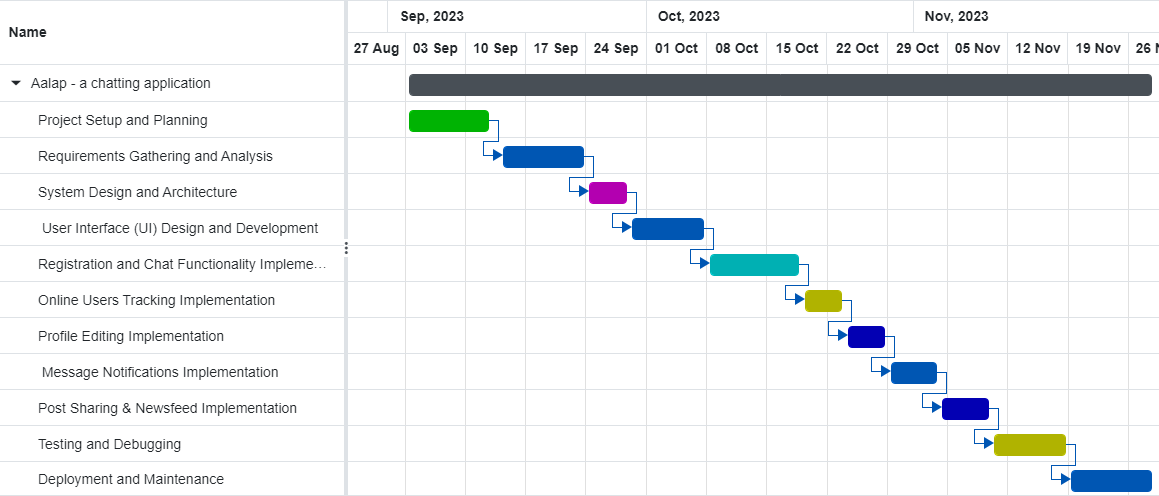 Name
Sep, 2023 Oct, 2023 Nov, 2023
27 Aug 03 Sep 10 Sep 17 Sep 24 Sep 01 Oct 08 Oct 15 Oct 22 Oct 29 Oct 05 Nov 12 Nov 19 Nov 26 N
Aalap - a chatting application
Project Setup and Planning
Requirements Gathering and Analysis
System Design and Architecture
User Interface (UI) Design and Development
Registration and Chat Functionality Impleme...
Online Users Tracking Implementation
Profile Editing Implementation
Message Notifications Implementation
Post Sharing & Newsfeed Implementation
Testing and Debugging
Deployment and Maintenance